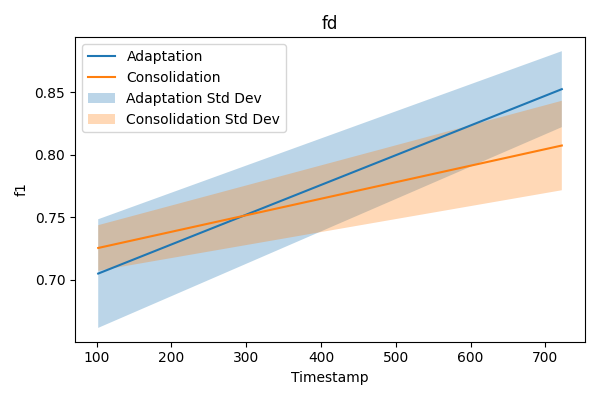 fd
Adaptation
Consolidation
Adaptation Std Dev
Consolidation Std Dev
0.85
0.80
0.75
0.70
f1
100 200 300 400 500 600 700
Timestamp